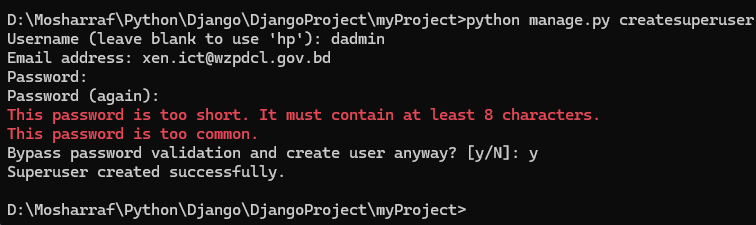 D:\Mosharraf\Python\Django\DjangoProject\myProject>python manage.py createsuperuser
Username (leave blank to use 'hp'): dadmin
Email address: xen.ict@wzpdcl.gov.bd
Password:
Password (again):
This password is too short. It must contain at least 8 characters.
This password is too common.
Bypass password validation and create user anyway? [y/N]: y
Superuser created successfully.
D:\Mosharraf\Python\Django\DjangoProject\myProject>